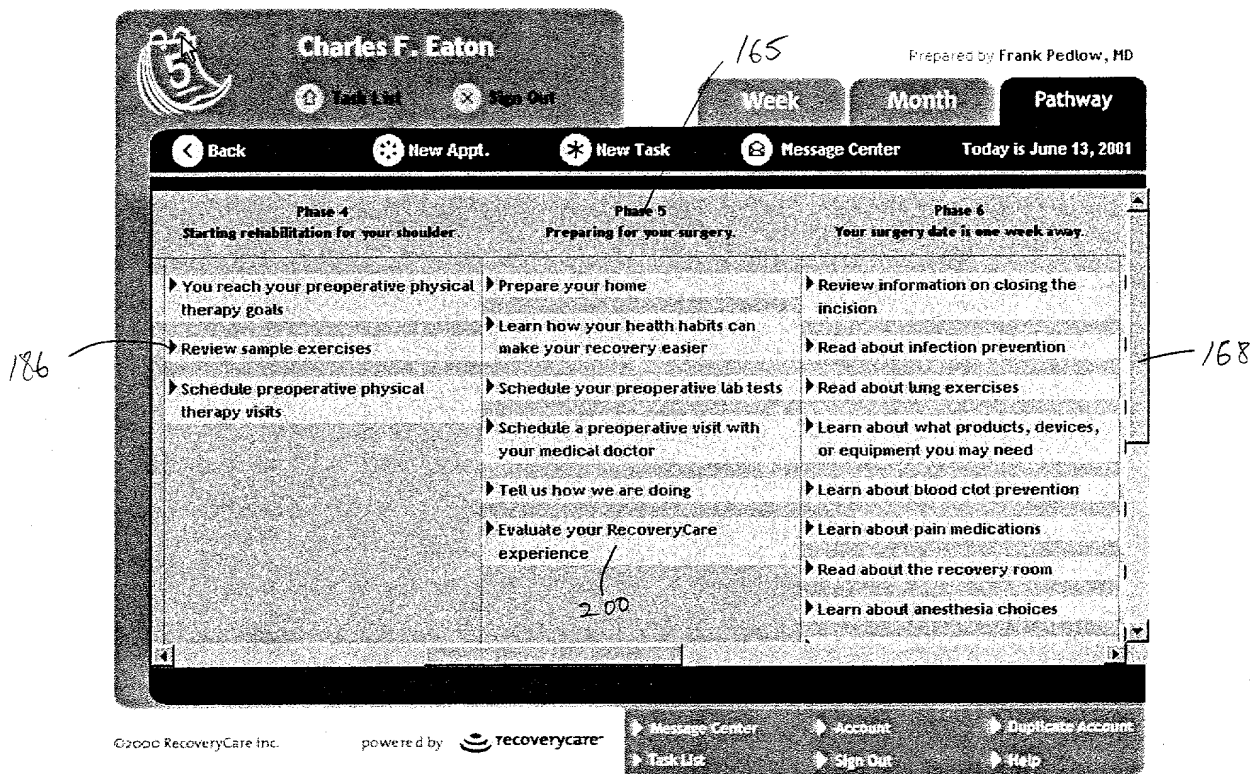 Charles F. Eaton
165
Prepared by Frank Pedlow, MD
5
Task List
Sign Out
Week
Month
Pathway
Back
New Appt.
New Task
Message Center
Today is June 13, 2001
Phase 4
Starting rehabilitation for your shoulder.
Phase 5
Preparing for your surgery.
Phase 6
Your surgery date is one week away.
You reach your preoperative physical
therapy goals
Review sample exercises
Schedule preoperative physical
therapy visits
186
Prepare your home
Learn how your health habits can
make your recovery easier
Schedule your preoperative lab tests
Schedule a preoperative visit with
your medical doctor
Tell us how we are doing
Evaluate your RecoveryCare
experience
200
Review information on closing the
incision
Read about infection prevention
Read about lung exercises
Learn about what products, devices,
or equipment you may need
Learn about blood clot prevention
Learn about pain medications
Read about the recovery room
Learn about anesthesia choices
168
©2000 RecoveryCare Inc.
powered by recoverycare
Message Center
Account
Duplicate Account
Task List
Sign Out
Help